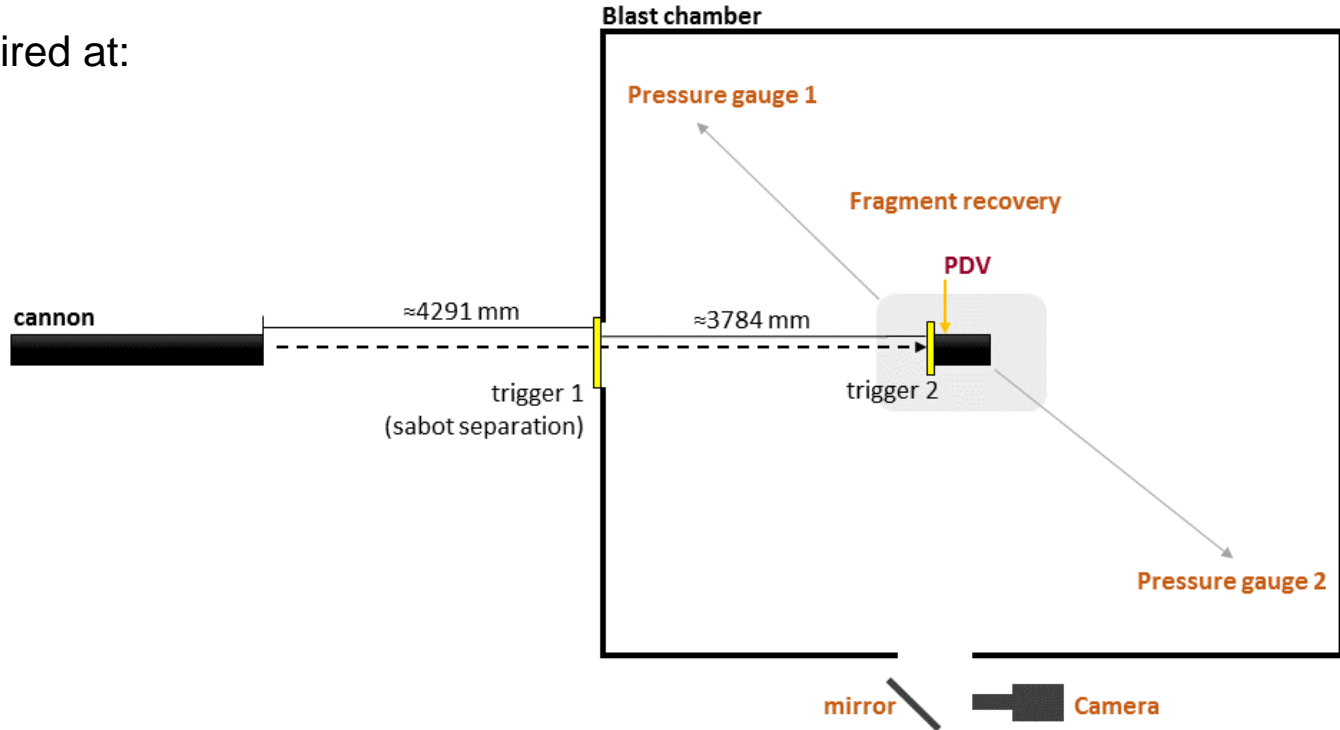 Blast chamber
ired at:
Pressure gauge 1
Fragment recovery
PDV
cannon
≈4291 mm
≈3784 mm
trigger 1
(sabot separation)
trigger 2
Pressure gauge 2
mirror
Camera